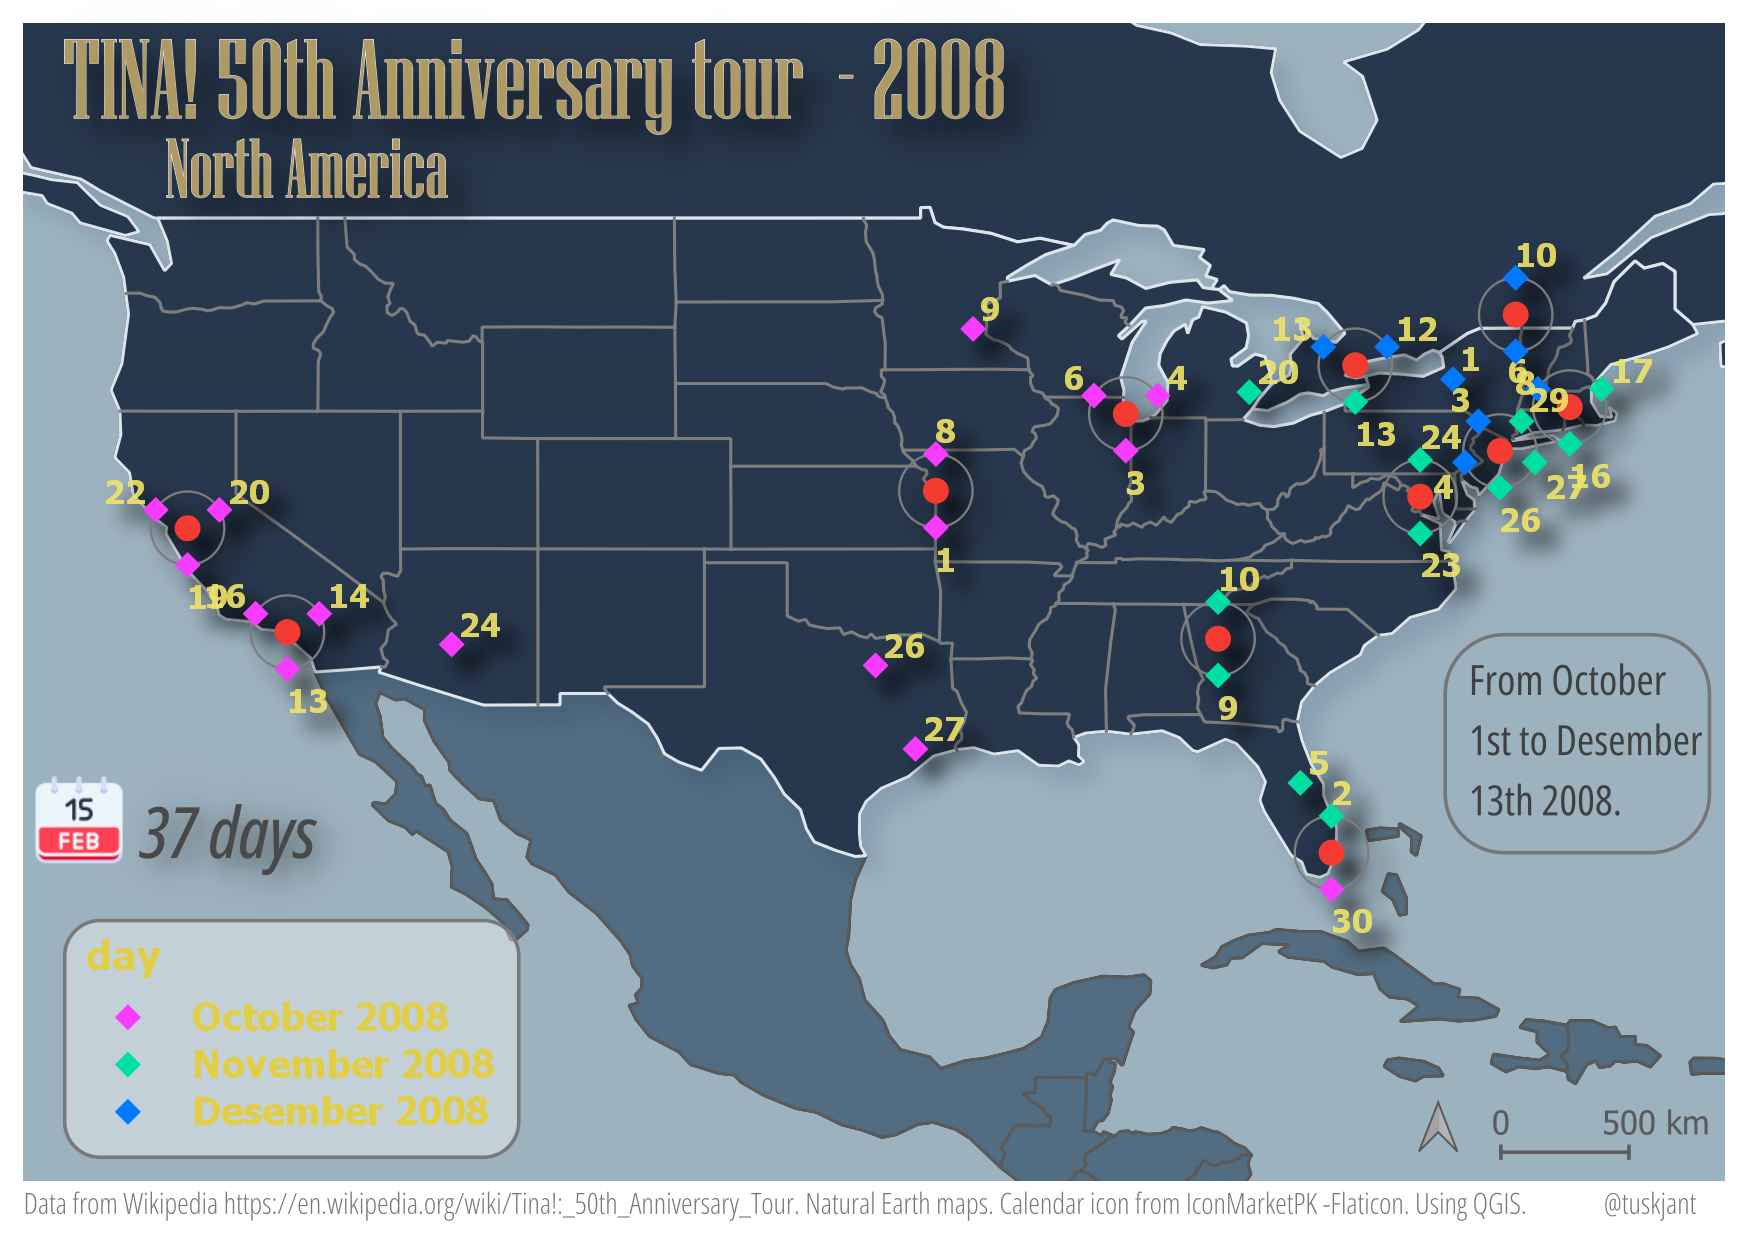 TINA! 50th Anniversary tour - 2008
North America
10
9
13
12
1
6
4
20
6
8
17
3
29
8
13
24
3
4
27
16
22
20
26
1
23
19
16
14
10
24
26
9
27
5
2
13
30
From October
1st to Desember
13th 2008.
15
FEB
37 days
day
October 2008
November 2008
Desember 2008
0
500 km
Data from Wikipedia https://en.wikipedia.org/wiki/Tina!:_50th_Anniversary_Tour. Natural Earth maps. Calendar icon from IconMarketPK -Flaticon. Using QGIS.
@tuskjant